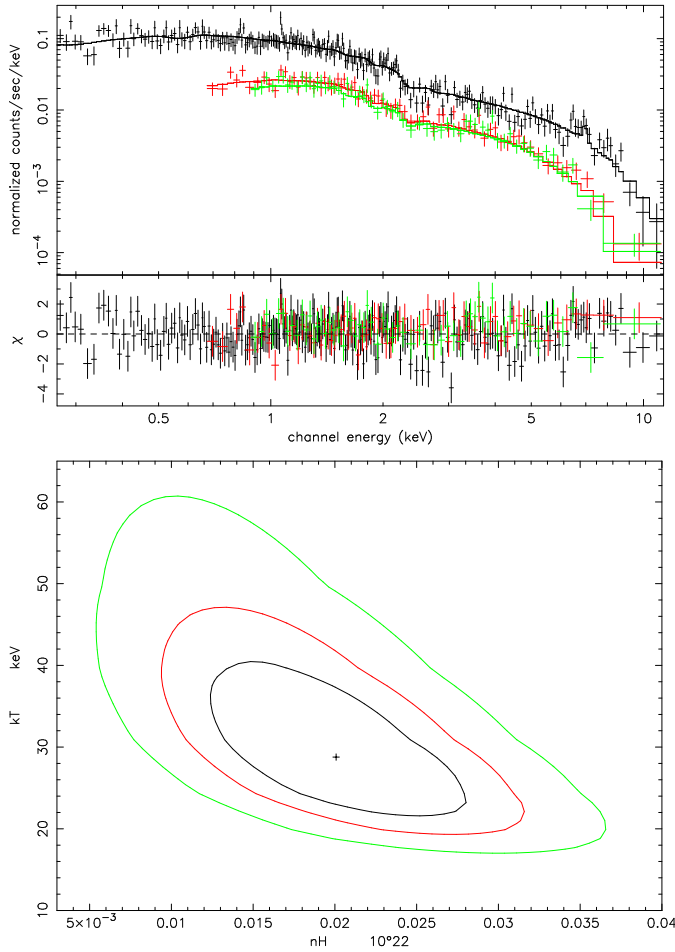 0.1
0.01
10⁻³
10⁻⁴
normalized counts/sec/keV
2
0
−2
−4
χ
0.5 1 2 5 10
channel energy (keV)
60
50
40
30
20
10
kT keV
5×10⁻³ 0.01 0.015 0.02 0.025 0.03 0.035 0.04
nH 10°22